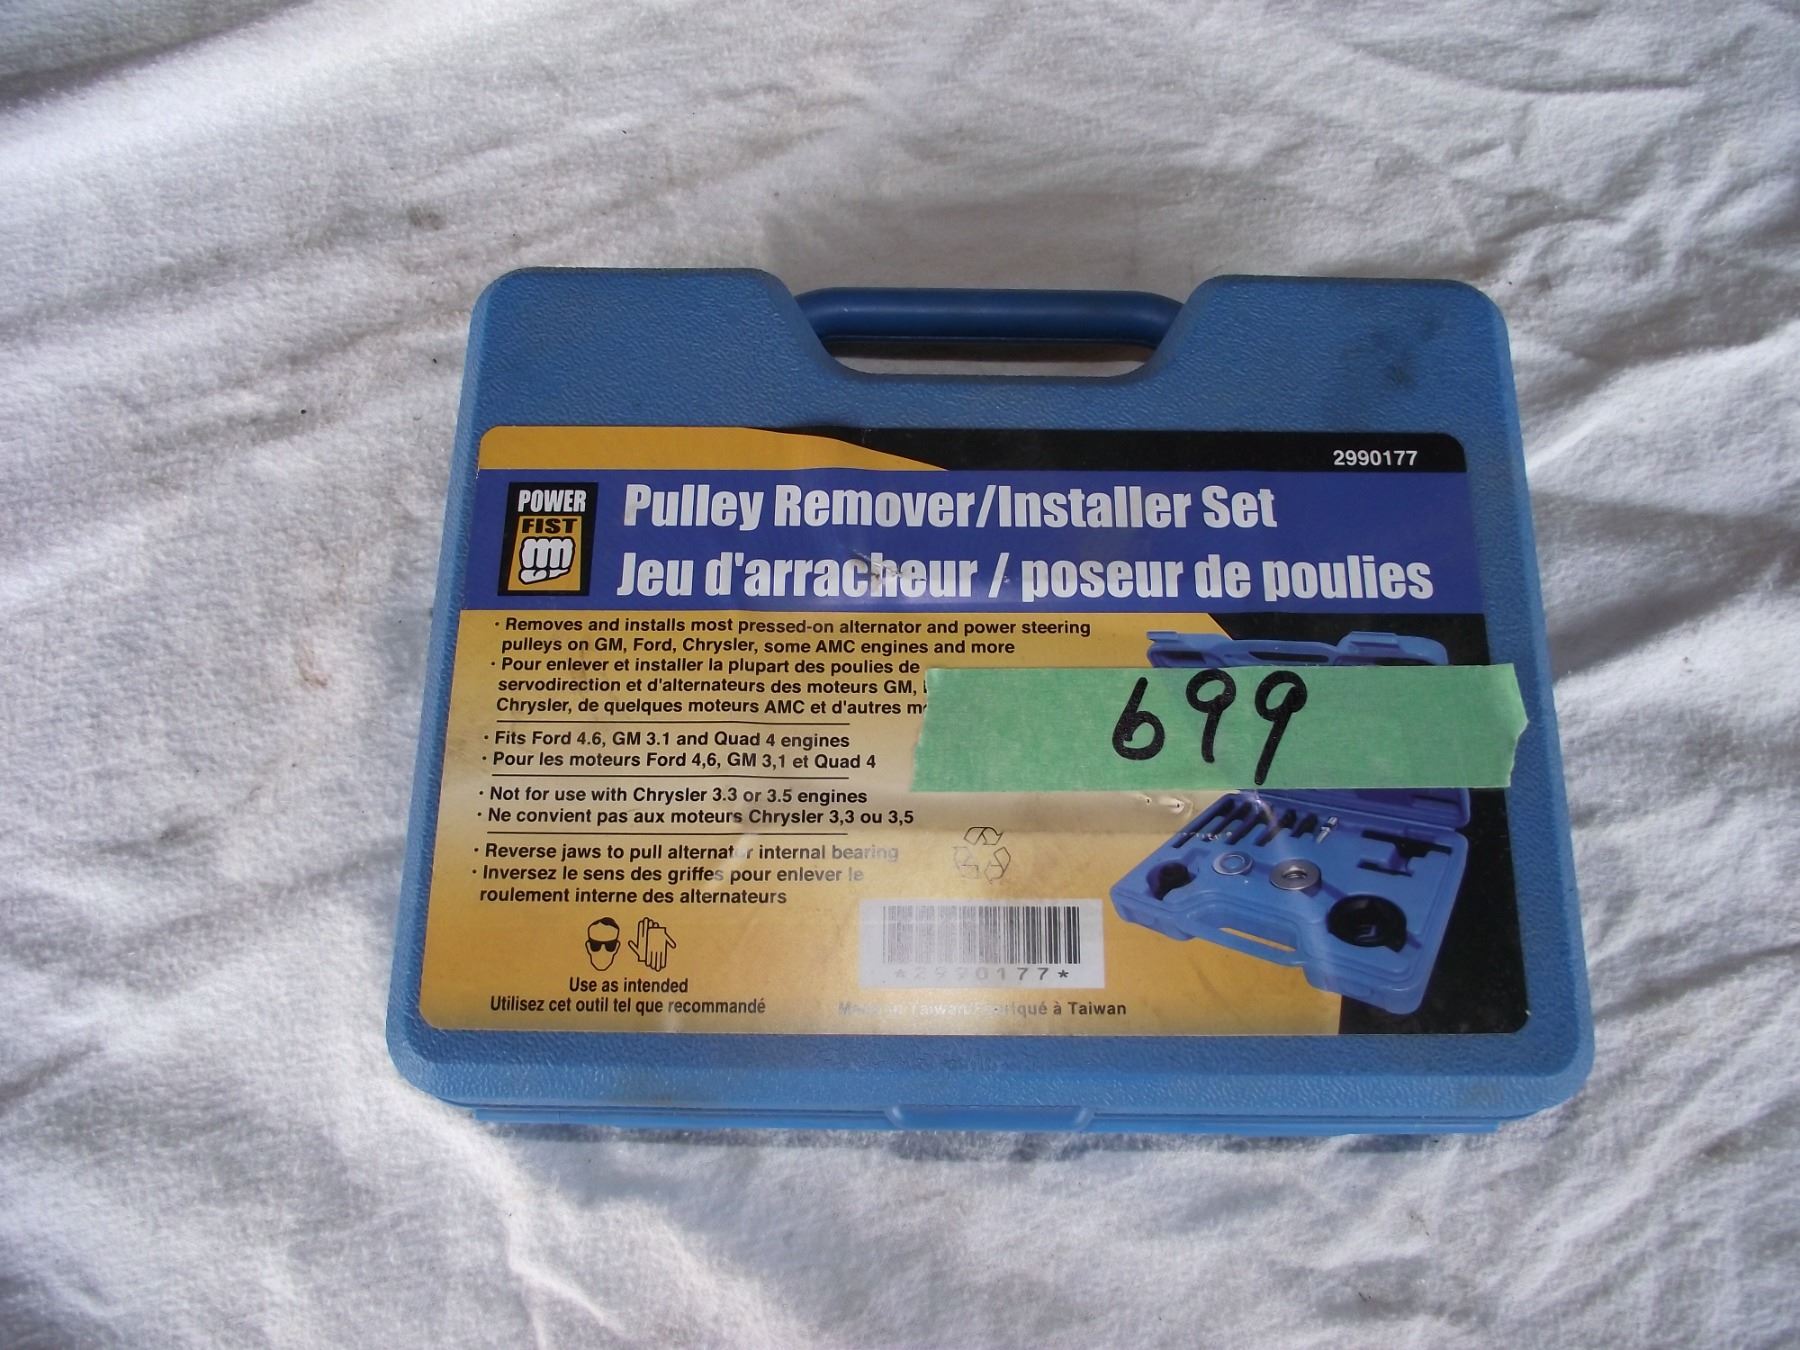 2990177
POWER
FIST
Pulley Remover/Installer Set
Jeu d'arracheur / poseur de poulies
· Removes and installs most pressed-on alternator and power steering
pulleys on GM, Ford, Chrysler, some AMC engines and more
· Pour enlever et installer la plupart des poulies de
servodirection et d'alternateurs des moteurs GM,
Chrysler, de quelques moteurs AMC et d'autres
699
· Fits Ford 4.6, GM 3.1 and Quad 4 engines
· Pour les moteurs Ford 4,6, GM 3,1 et Quad 4
· Not for use with Chrysler 3.3 or 3.5 engines
· Ne convient pas aux moteurs Chrysler 3,3 ou 3,5
· Reverse jaws to pull alternator internal bearing
· Inversez le sens des griffes pour enlever le
roulement interne des alternateurs
*2990177*
Use as intended
Utilisez cet outil tel que recommandé
Made in Taiwan/Fabriqué à Taiwan